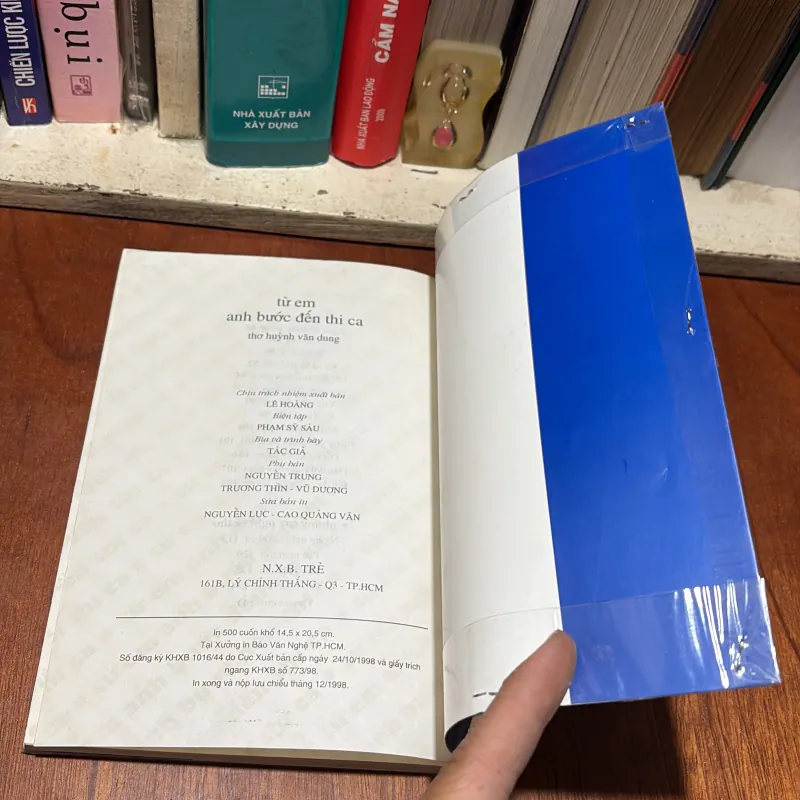 CHIẾN LƯỢC KI
qui
NHÀ XUẤT BẢN
XÂY DỰNG
CẨM NA
NHÀ XUẤT BẢN LAO ĐỘNG
từ em
anh bước đến thi ca
thơ huỳnh văn dung
Chịu trách nhiệm xuất bản
LÊ HOÀNG
Biên tập
PHẠM SỸ SÁU
Bìa và trình bày
TÁC GIẢ
Phụ bản
NGUYÊN TRUNG
TRƯƠNG THÌN - VŨ DƯƠNG
Sửa bản in
NGUYỄN LỤC - CAO QUẢNG VĂN
N.X.B. TRẺ
161B, LÝ CHÍNH THẮNG - Q3 - TP.HCM
In 500 cuốn khổ 14,5 x 20,5 cm.
Tại Xưởng in Báo Văn Nghệ TP.HCM.
Số đăng ký KHXB 1016/44 do Cục Xuất bản cấp ngày 24/10/1998 và giấy trích
ngang KHXB số 773/98.
In xong và nộp lưu chiểu tháng 12/1998.